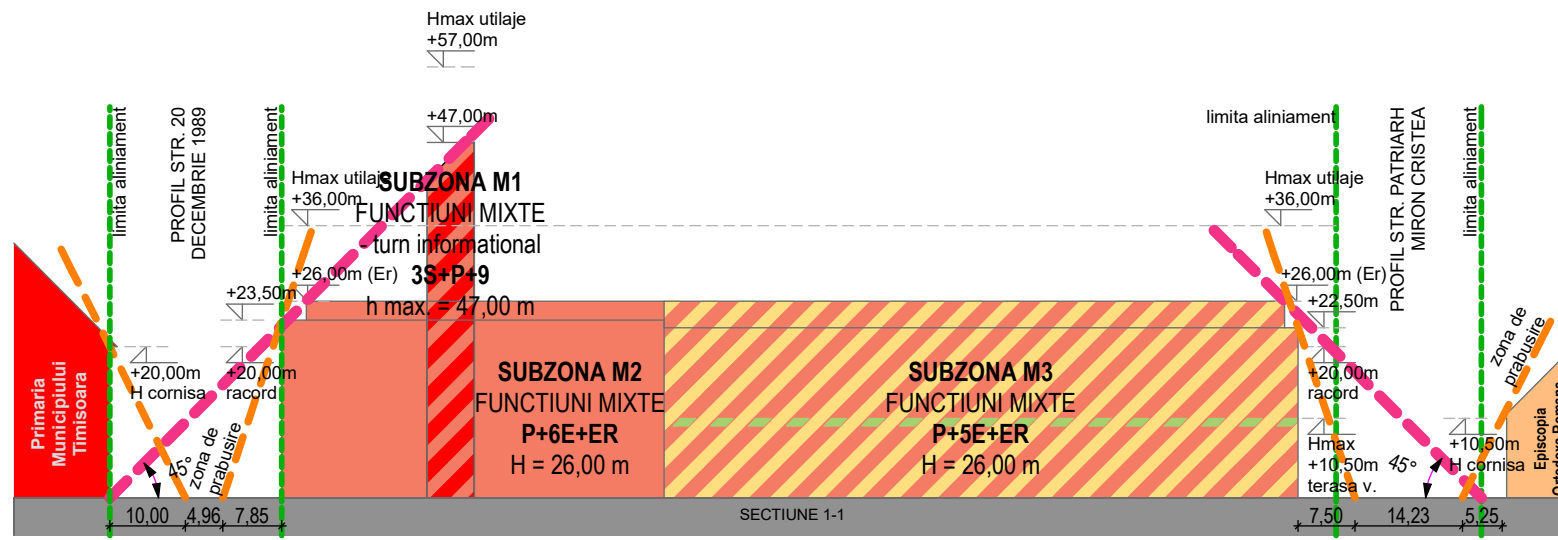 Hmax utilaje
+57,00m
+47,00m
limita aliniament
PROFIL STR. 20
DECEMBRIE 1989
limita aliniament
Hmax utilaje
+36,00m
SUBZONA M1
FUNCTIUNI MIXTE
- turn informational
3S+P+9
h max. = 47,00 m
+26,00m (Er)
+23,50m
+20,00m
H cornisa
+20,00m
racord
Primaria
Municipiului
Timisoara
45°
zona de
prabusire
SUBZONA M2
FUNCTIUNI MIXTE
P+6E+ER
H = 26,00 m
SUBZONA M3
FUNCTIUNI MIXTE
P+5E+ER
H = 26,00 m
limita aliniament
PROFIL STR. PATRIARH
MIRON CRISTEA
limita aliniament
Hmax utilaje
+36,00m
+26,00m (Er)
+22,50m
+20,00m
racord
Hmax
+10,50m
terasa v.
45°
+10,50m
H cornisa
zona de
prabusire
Episcopia
10,00
4,96
7,85
SECTIUNE 1-1
7,50
14,23
5,25